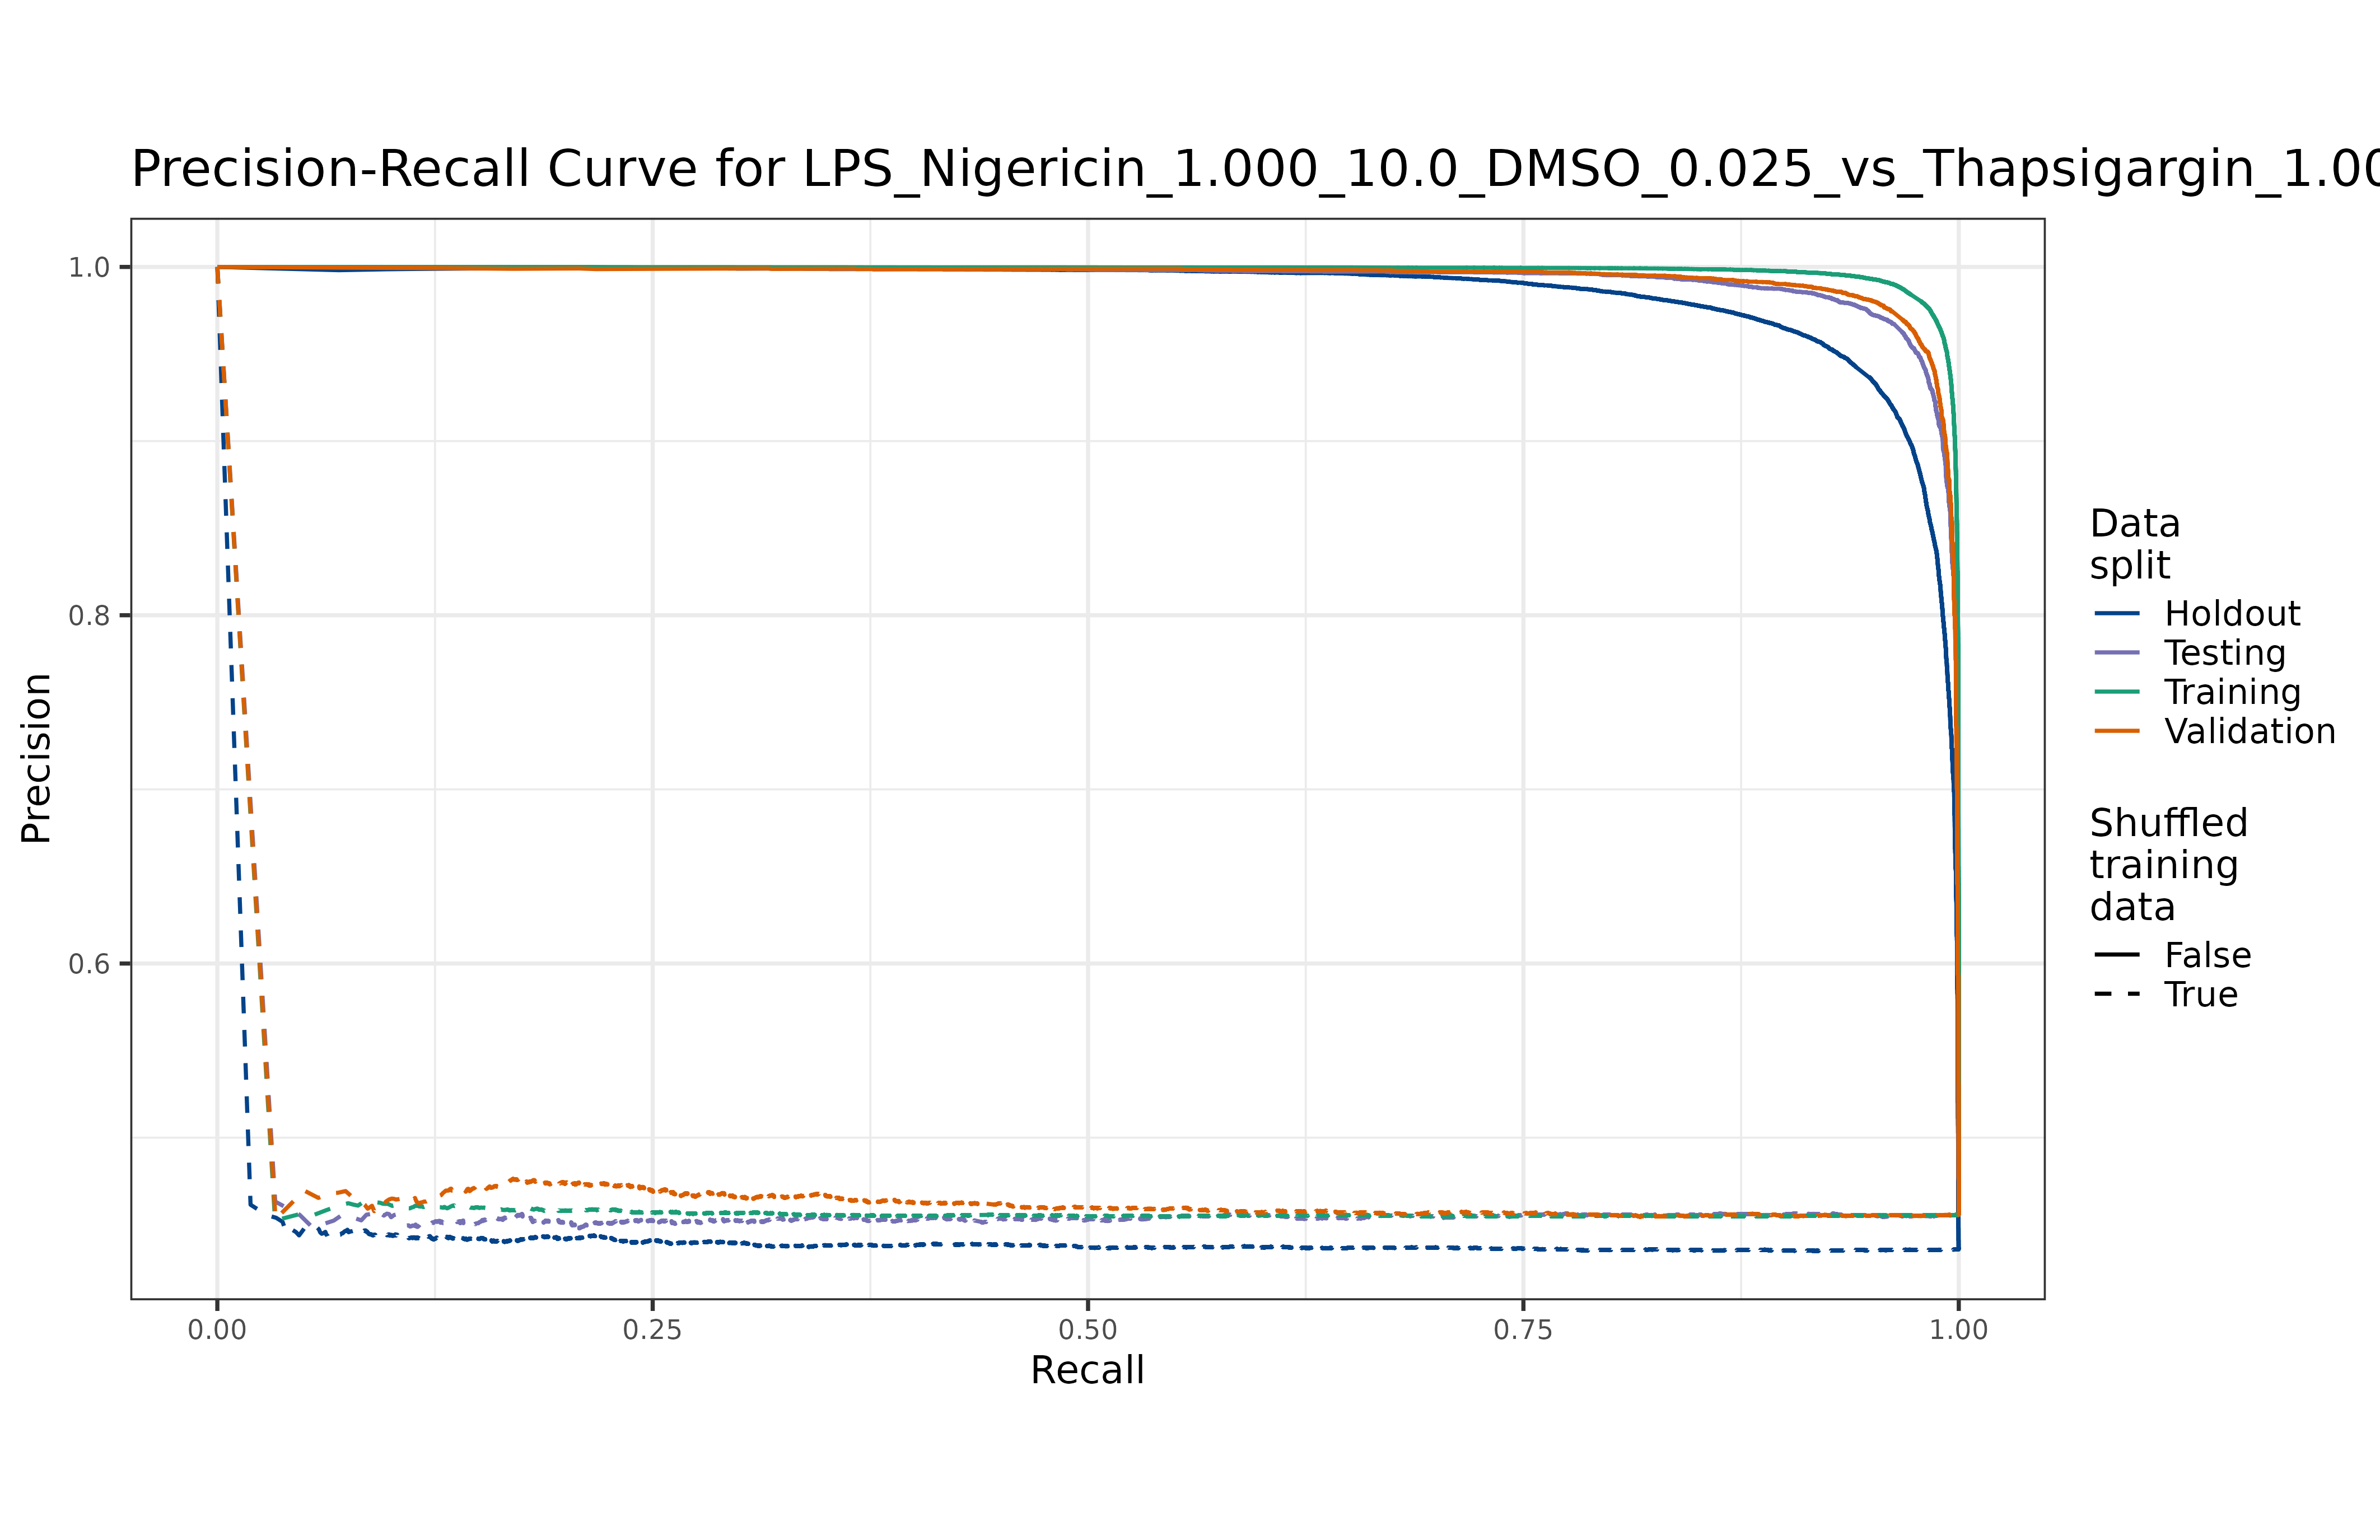 Precision-Recall Curve for LPS_Nigericin_1.000_10.0_DMSO_0.025_vs_Thapsigargin_1.00
1.0
0.8
0.6
Precision
0.00 0.25 0.50 0.75 1.00
Recall
Data
split
Holdout
Testing
Training
Validation
Shuffled
training
data
False
True